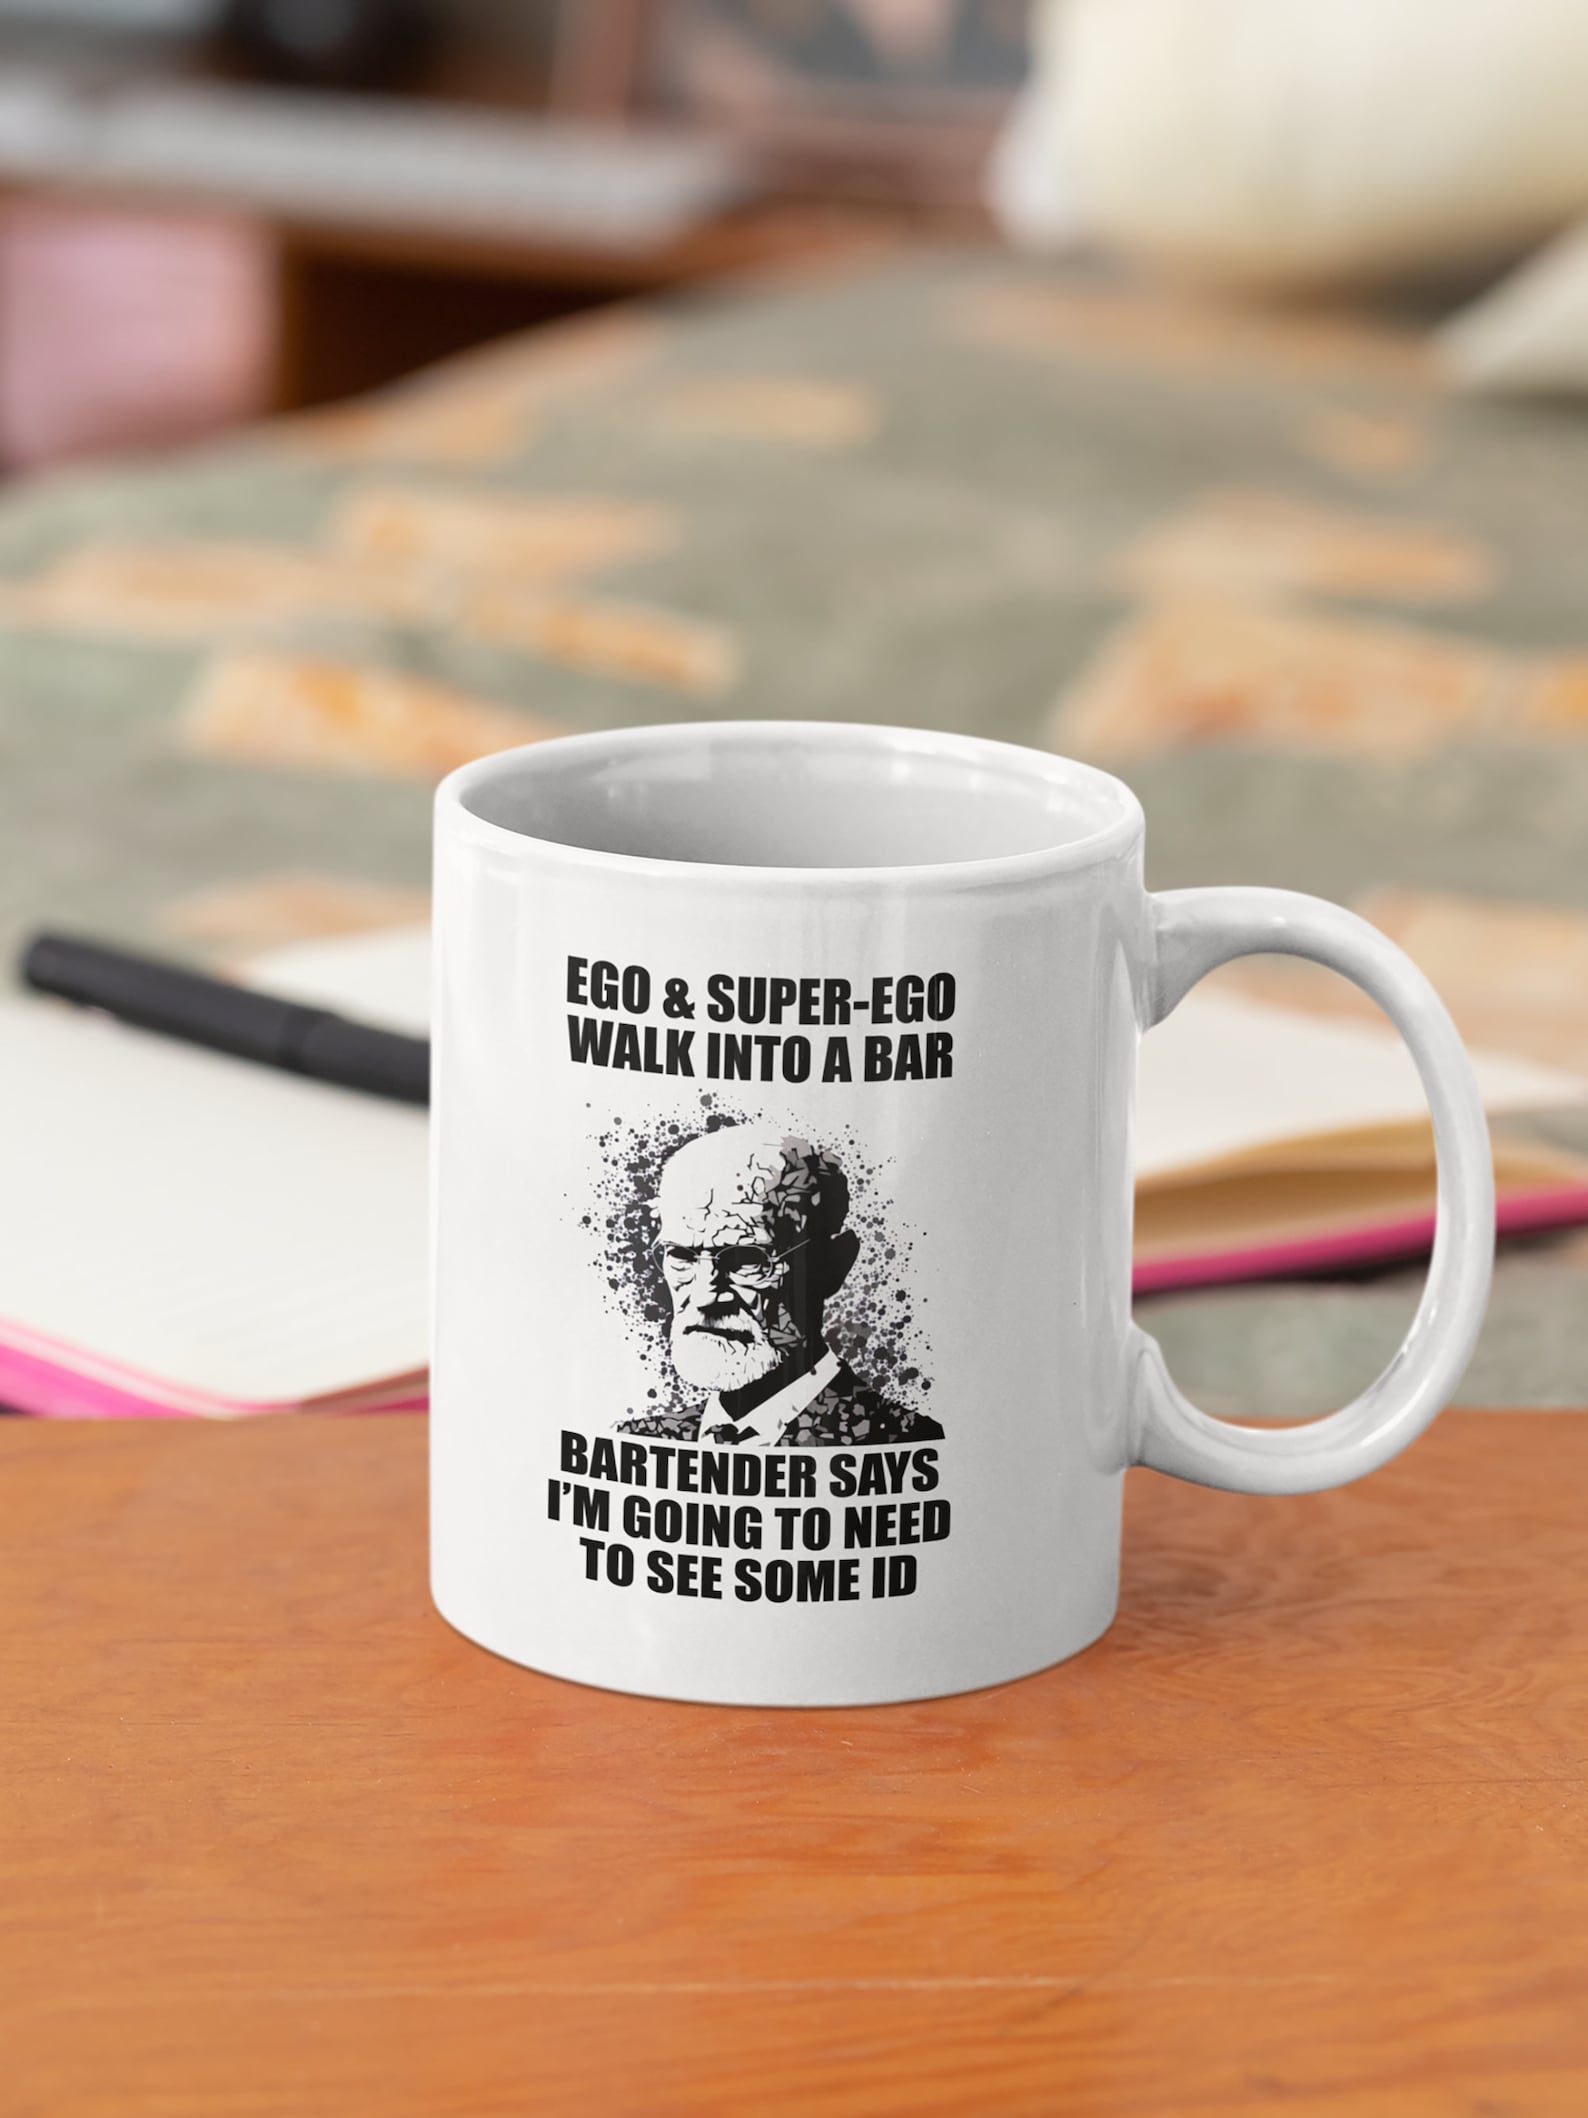 EGO & SUPER-EGO
WALK INTO A BAR
BARTENDER SAYS
I'M GOING TO NEED
TO SEE SOME ID